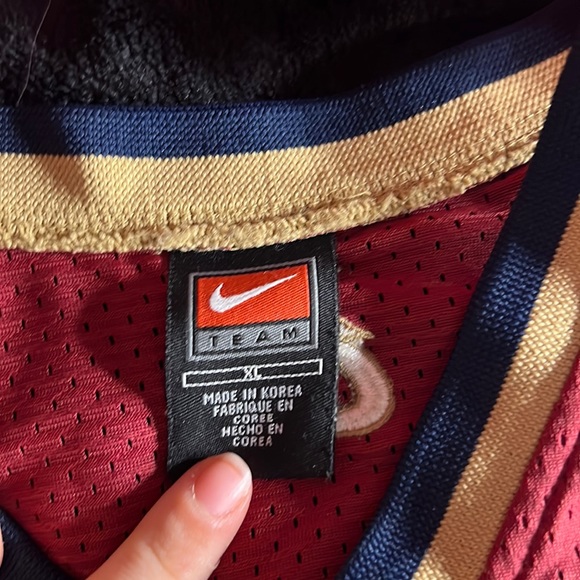 TEAM
XL
MADE IN KOREA
FABRIQUE EN
COREE
HECHO EN
COREA